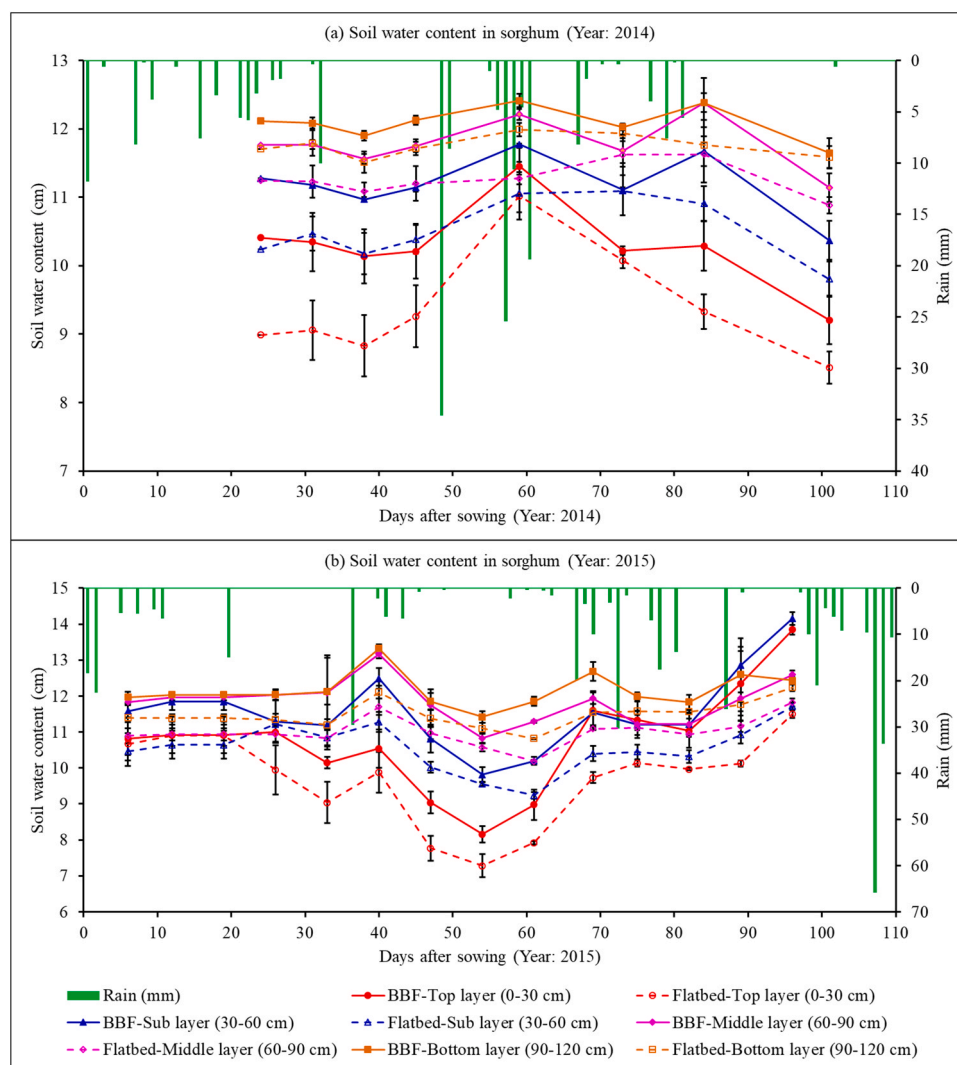 (a) Soil water content in sorghum (Year: 2014)
Soil water content (cm)
13
12
11
10
9
8
7
0
5
10
15
20
25
30
35
40
Rain (mm)
0 10 20 30 40 50 60 70 80 90 100 110
Days after sowing (Year: 2014)
(b) Soil water content in sorghum (Year: 2015)
Soil water content (cm)
15
14
13
12
11
10
9
8
7
6
0
10
20
30
40
50
60
70
Rain (mm)
0 10 20 30 40 50 60 70 80 90 100 110
Days after sowing (Year: 2015)
Rain (mm) BBF-Top layer (0-30 cm) Flatbed-Top layer (0-30 cm)
BBF-Sub layer (30-60 cm) Flatbed-Sub layer (30-60 cm) BBF-Middle layer (60-90 cm)
Flatbed-Middle layer (60-90 cm) BBF-Bottom layer (90-120 cm) Flatbed-Bottom layer (90-120 cm)